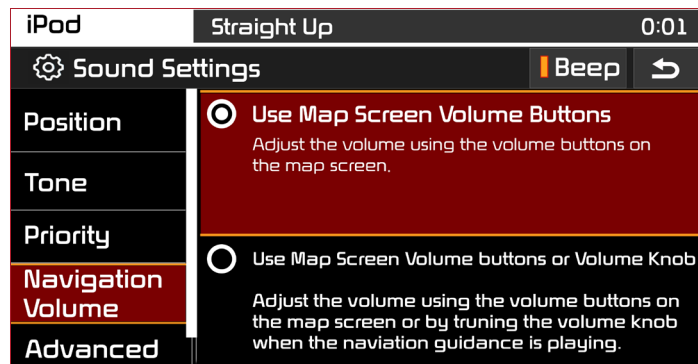 iPod
Straight Up
0:01
Sound Settings
Beep
Position
Tone
Priority
Navigation
Volume
Advanced
Use Map Screen Volume Buttons
Adjust the volume using the volume buttons on
the map screen.
Use Map Screen Volume buttons or Volume Knob
Adjust the volume using the volume buttons on
the map screen or by truning the volume knob
when the naviation guidance is playing.